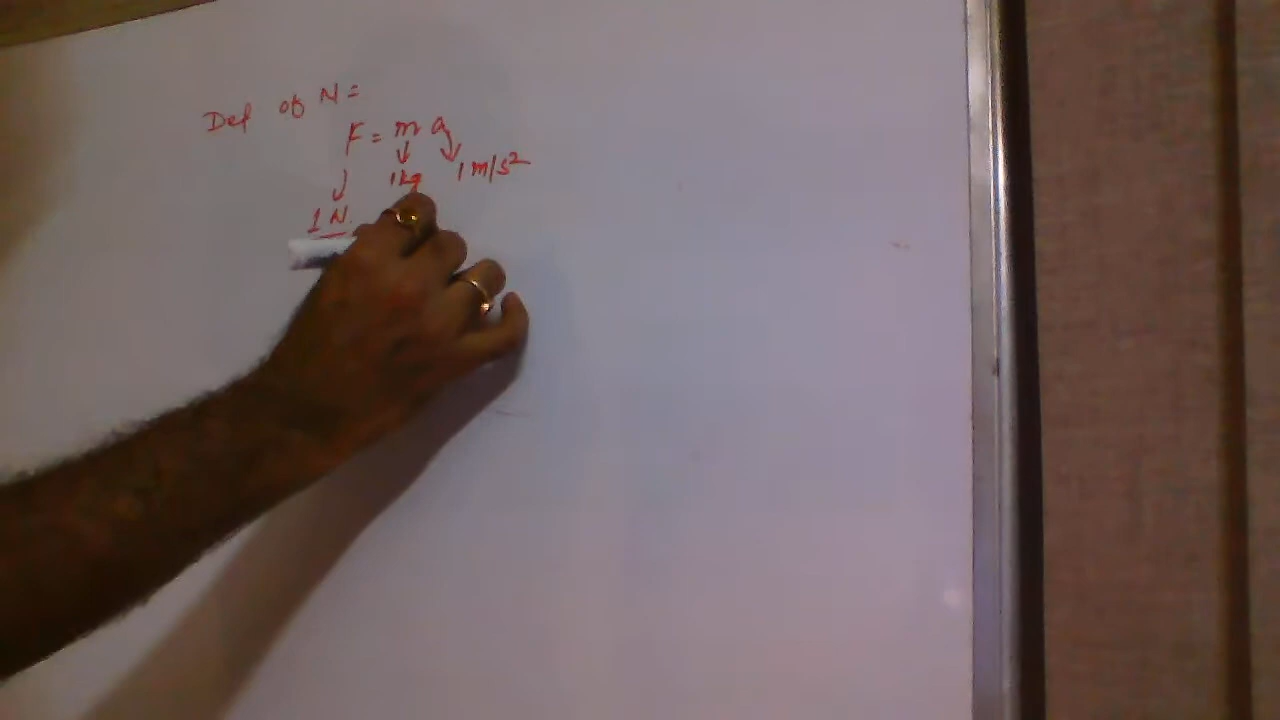 Def of N =
F = m a
1 kg 1 m/s²
1 N.